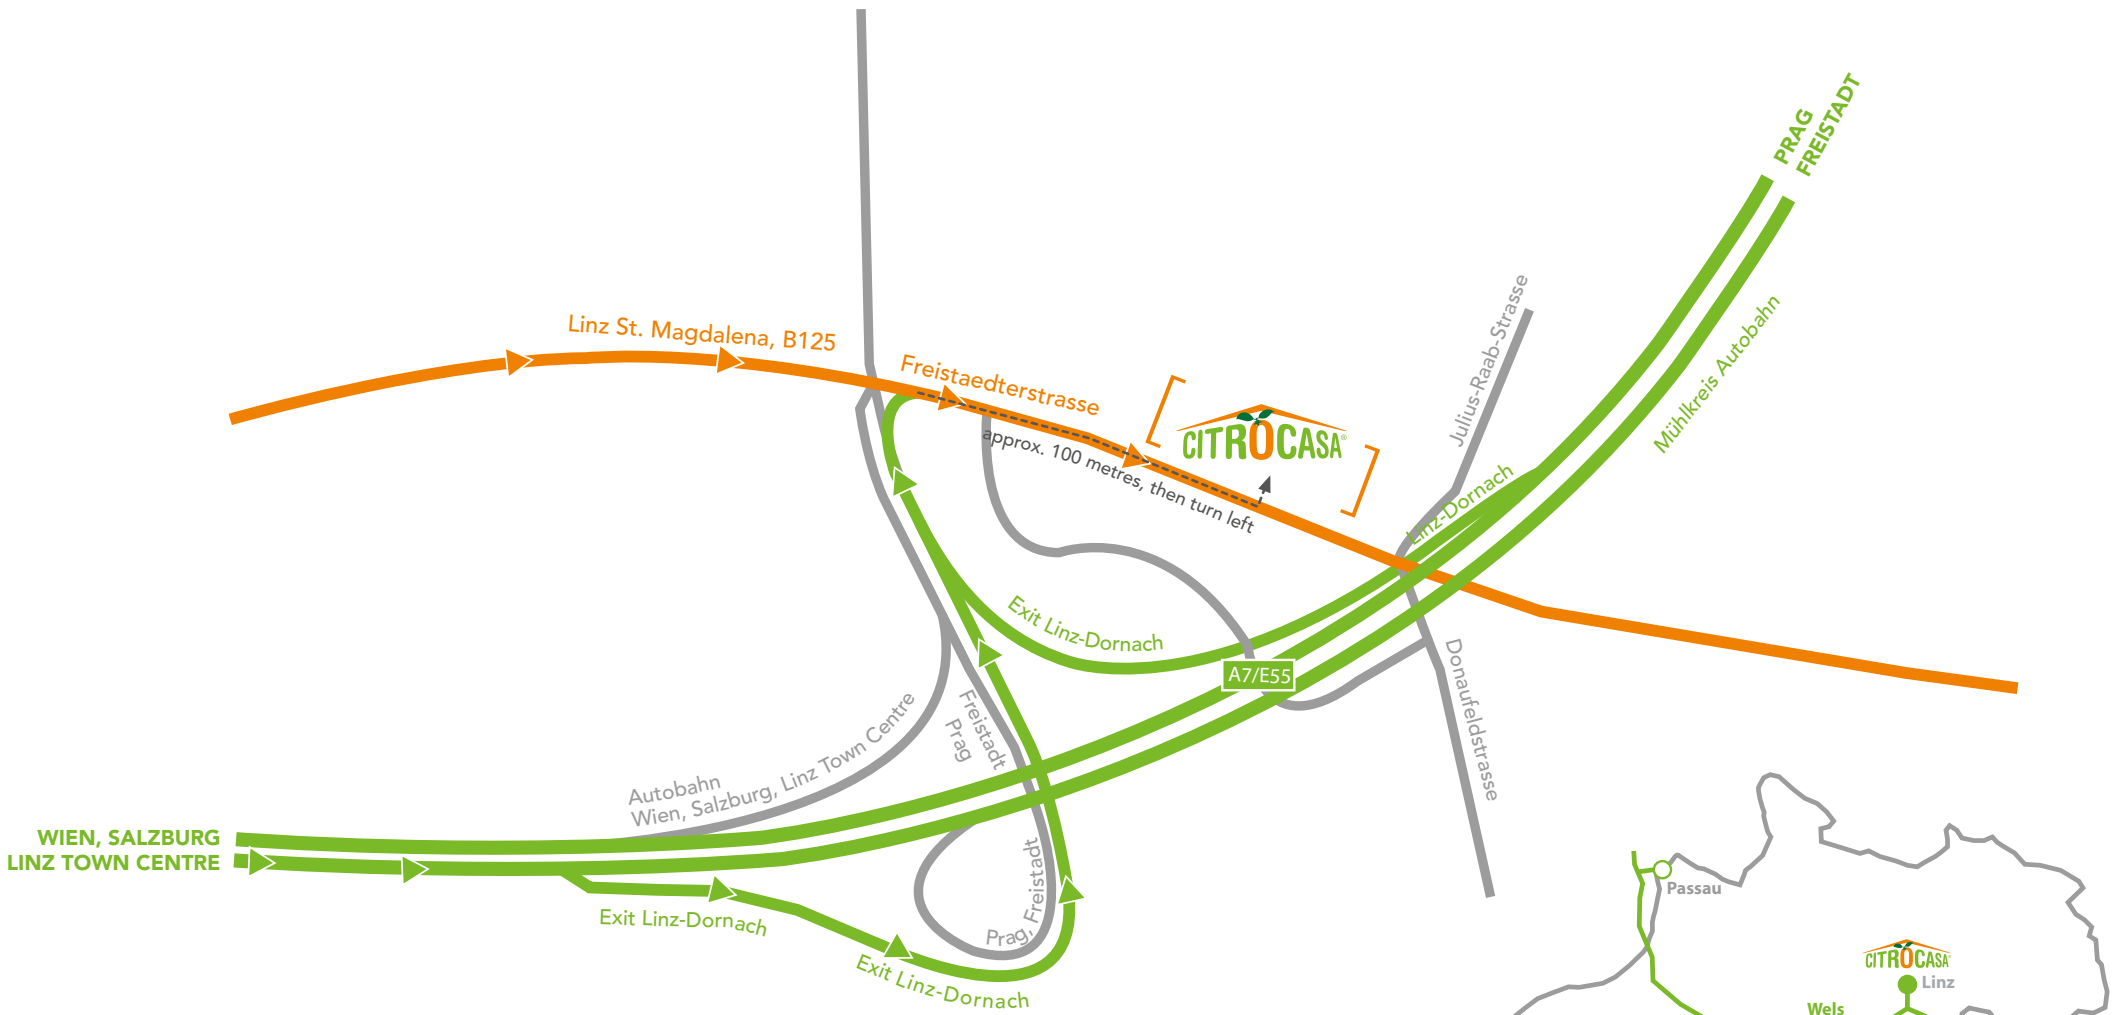 PRAG
FREISTADT
Linz St. Magdalena, B125
Freistaedterstrasse
Julius-Raab-Strasse
Mühlkreis Autobahn
CITROCASA®
approx. 100 metres, then turn left
Linz-Dornach
Exit Linz-Dornach
A7/E55
Donaufeldstrasse
Freistadt
Prag
Autobahn
Wien, Salzburg, Linz Town Centre
WIEN, SALZBURG
LINZ TOWN CENTRE
Prag, Freistadt
Exit Linz-Dornach
Exit Linz-Dornach
Passau
CITROCASA®
Linz
Wels